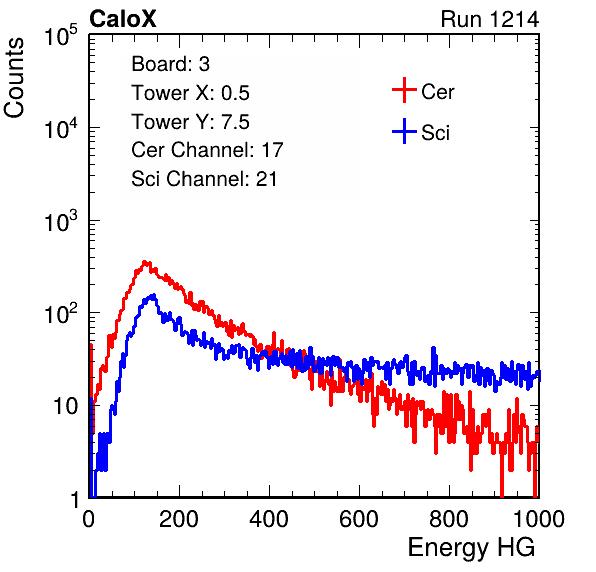 CaloX Run 1214
Counts
Board: 3
Tower X: 0.5
Tower Y: 7.5
Cer Channel: 17
Sci Channel: 21
Cer
Sci
10^5
10^4
10^3
10^2
10
1
0 200 400 600 800 1000
Energy HG